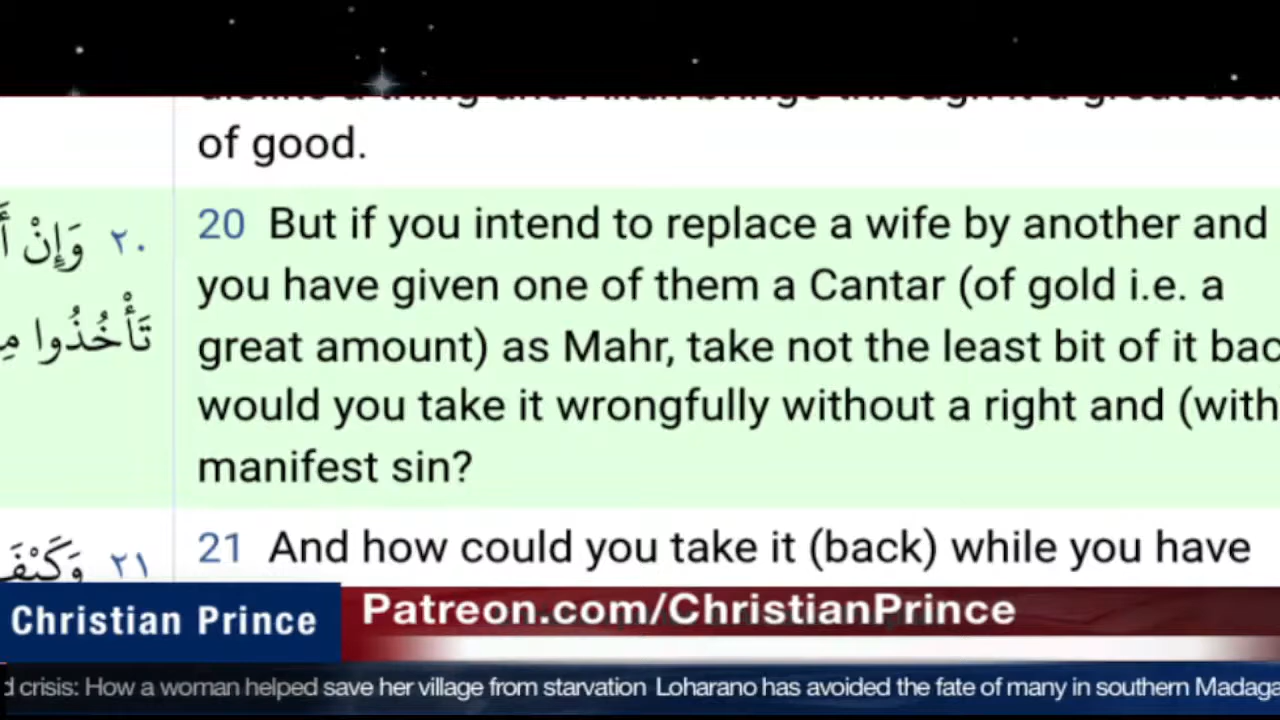 of good.
20 But if you intend to replace a wife by another and
you have given one of them a Cantar (of gold i.e. a
great amount) as Mahr, take not the least bit of it
would you take it wrongfully without a right and (with
manifest sin?
21 And how could you take it (back) while you have
٢٠ وَإِنْ
تَأْخُذُوا
٢١
Christian Prince
Patreon.com/ChristianPrince
crisis: How a woman helped save her village from starvation Loharano has avoided the fate of many in southern